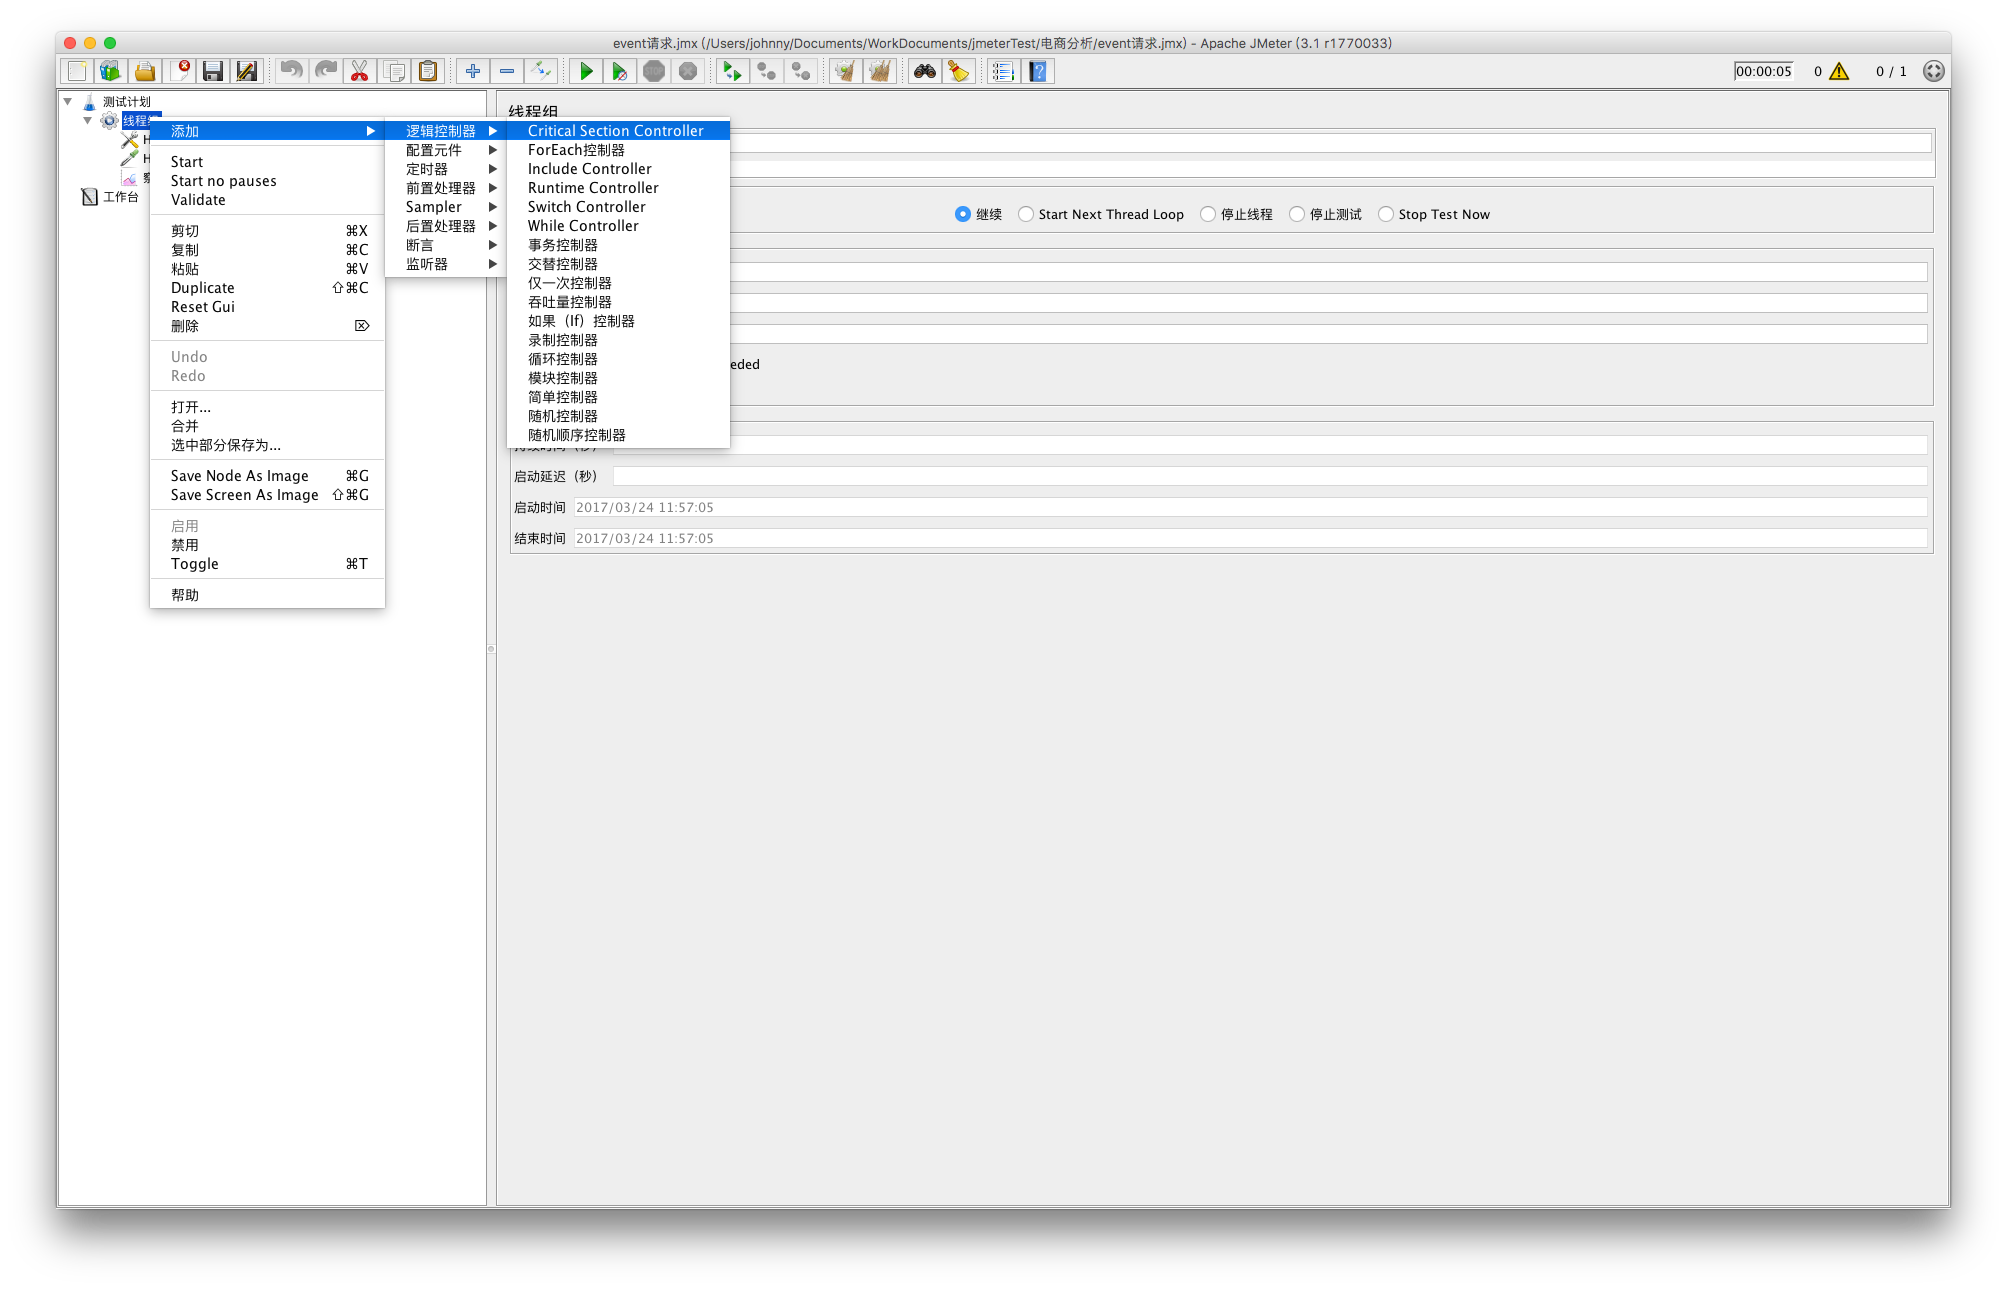 event请求.jmx (/Users/johnny/Documents/WorkDocuments/jmeterTest/电商分析/event请求.jmx) - Apache JMeter (3.1 r1770033)
STOP
00:00:05
0
0 / 1
测试计划
线程
工作台
添加
Start
Start no pauses
Validate
剪切 ⌘X
复制 ⌘C
粘贴 ⌘V
Duplicate ⇧⌘C
Reset Gui
删除 ⌦
Undo
Redo
打开...
合并
选中部分保存为...
Save Node As Image ⌘G
Save Screen As Image ⇧⌘G
启用
禁用
Toggle ⌘T
帮助
逻辑控制器
配置元件
定时器
前置处理器
Sampler
后置处理器
断言
监听器
Critical Section Controller
ForEach控制器
Include Controller
Runtime Controller
Switch Controller
While Controller
事务控制器
交替控制器
仅一次控制器
吞吐量控制器
如果（If）控制器
录制控制器
循环控制器
模块控制器
简单控制器
随机控制器
随机顺序控制器
线程组
继续 Start Next Thread Loop 停止线程 停止测试 Stop Test Now
eded
启动延迟（秒）
启动时间 2017/03/24 11:57:05
结束时间 2017/03/24 11:57:05